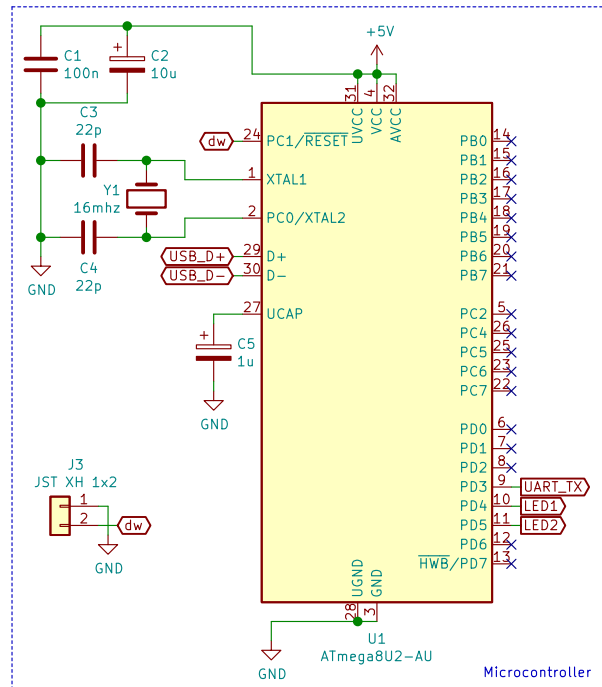 +5V
C1
100n
C2
10u
31
4
32
UVCC
VCC
AVCC
C3
22p
dw
24
PC1/RESET
PB0
14
PB1
15
Y1
16mhz
1
XTAL1
PB2
16
PB3
17
2
PC0/XTAL2
PB4
18
PB5
19
C4
22p
USB_D+
29
D+
PB6
20
USB_D-
30
D-
PB7
21
GND
27
UCAP
PC2
5
PC4
26
C5
1u
PC5
25
PC6
23
PC7
22
GND
PD0
6
PD1
7
PD2
8
J3
JST XH 1x2
PD3
9
UART_TX
1
PD4
10
LED1
2
dw
PD5
11
LED2
PD6
12
GND
HWB/PD7
13
UGND
GND
28
3
U1
ATmega8U2-AU
GND
Microcontroller